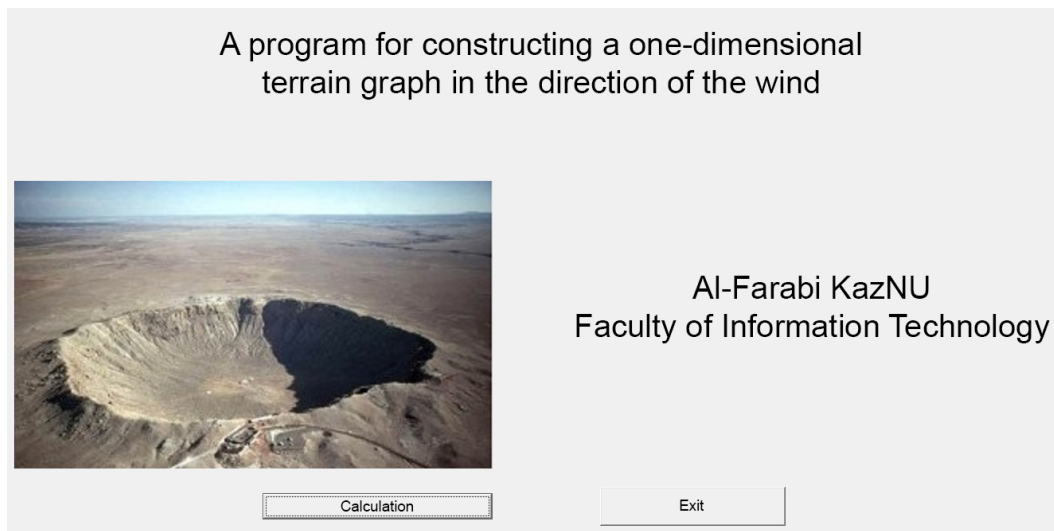 A program for constructing a one-dimensional
terrain graph in the direction of the wind
Al-Farabi KazNU
Faculty of Information Technology
Calculation
Exit